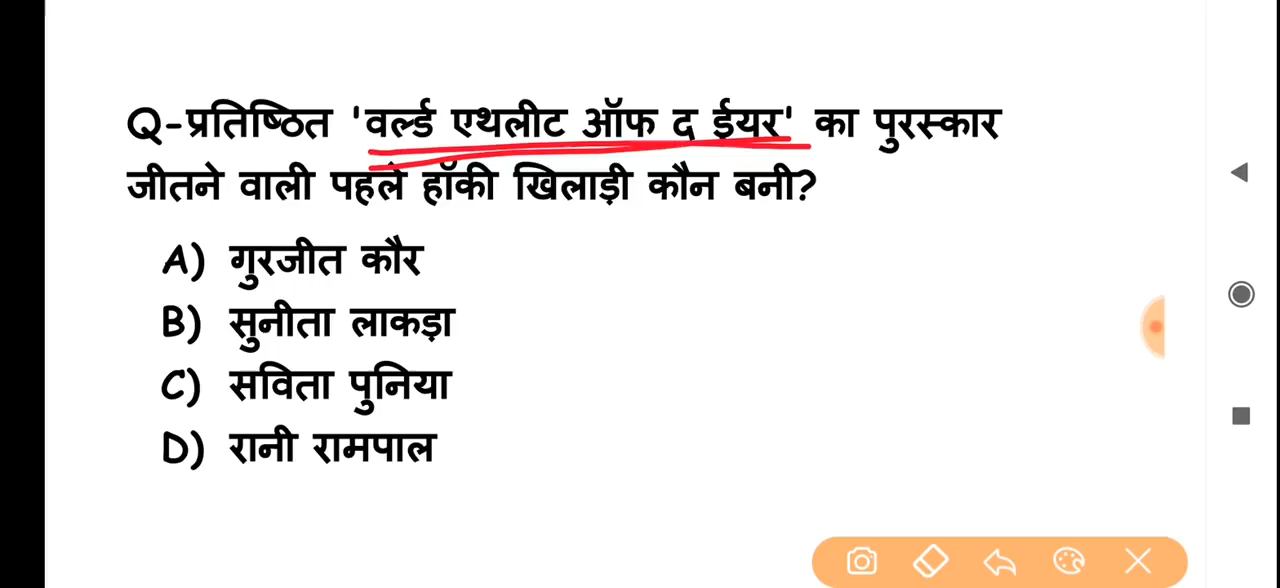 Q-प्रतिष्ठित 'वर्ल्ड एथलीट ऑफ द ईयर' का पुरस्कार
जीतने वाली पहले हॉकी खिलाड़ी कौन बनी?
A) गुरजीत कौर
B) सुनीता लाकड़ा
C) सविता पुनिया
D) रानी रामपाल